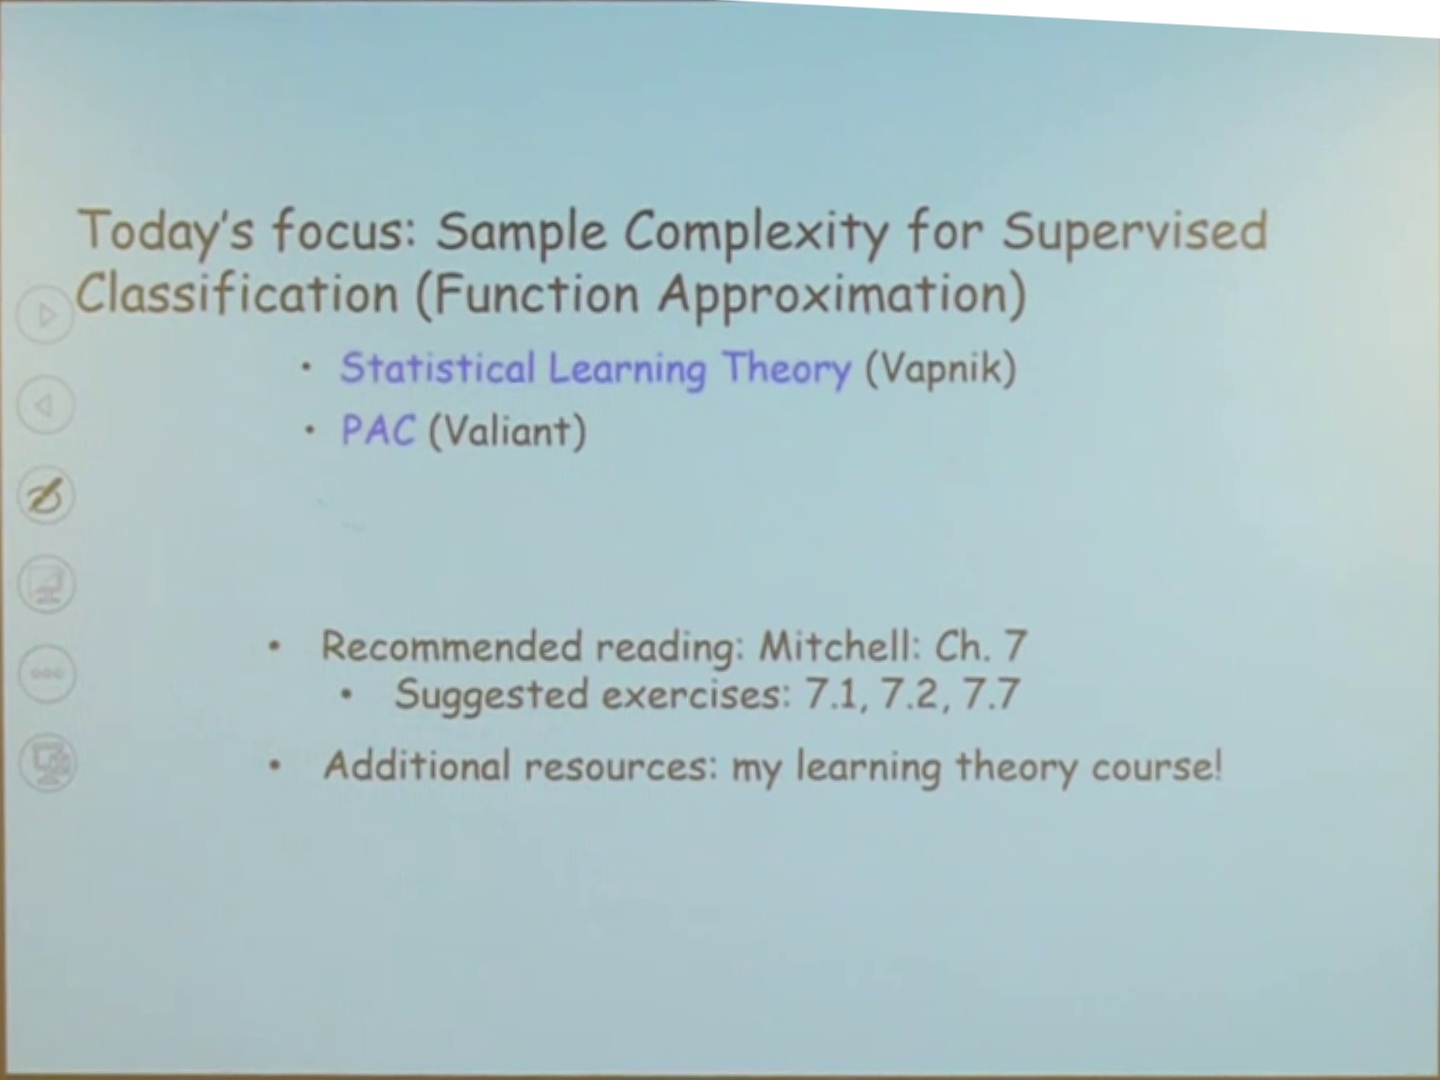 Today's focus: Sample Complexity for Supervised
Classification (Function Approximation)
• Statistical Learning Theory (Vapnik)
• PAC (Valiant)
• Recommended reading: Mitchell: Ch. 7
• Suggested exercises: 7.1, 7.2, 7.7
• Additional resources: my learning theory course!